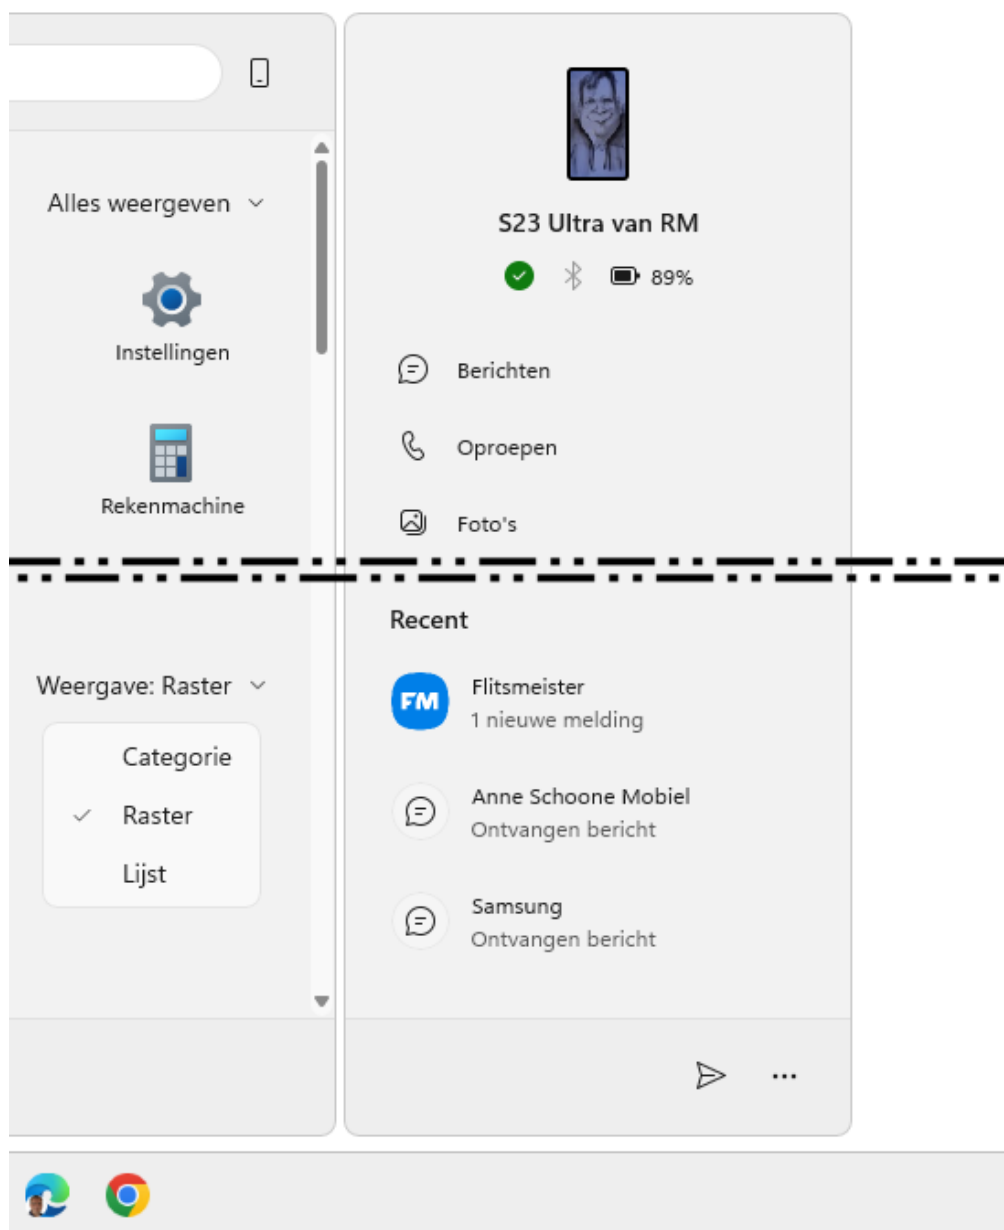 Alles weergeven
Instellingen
Rekenmachine
Weergave: Raster
Categorie
Raster
Lijst
S23 Ultra van RM
89%
Berichten
Oproepen
Foto's
Recent
FM
Flitsmeister
1 nieuwe melding
Anne Schoone Mobiel
Ontvangen bericht
Samsung
Ontvangen bericht